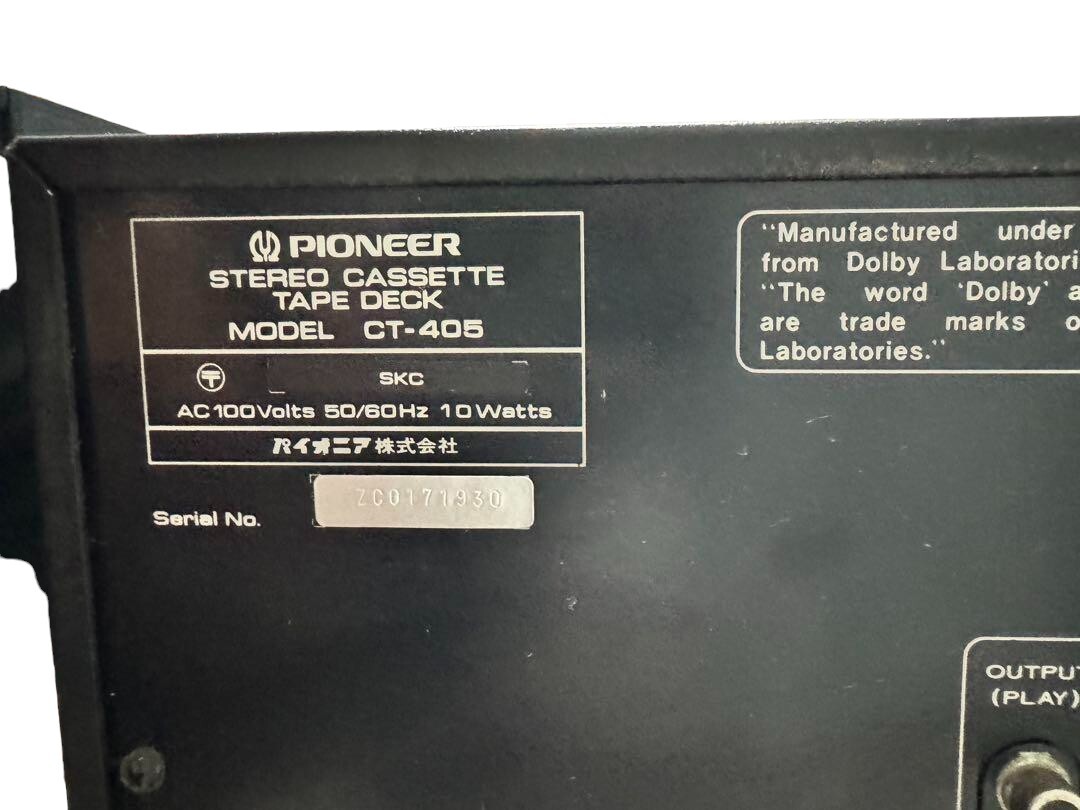 PIONEER
STEREO CASSETTE
TAPE DECK
MODEL CT-405
〒 SKC
AC 100Volts 50/60Hz 10Watts
パイオニア株式会社
Serial No. ZC0171930
"Manufactured under
from Dolby Laboratori
"The word 'Dolby' a
are trade marks o
Laboratories."
OUTPUT
(PLAY)